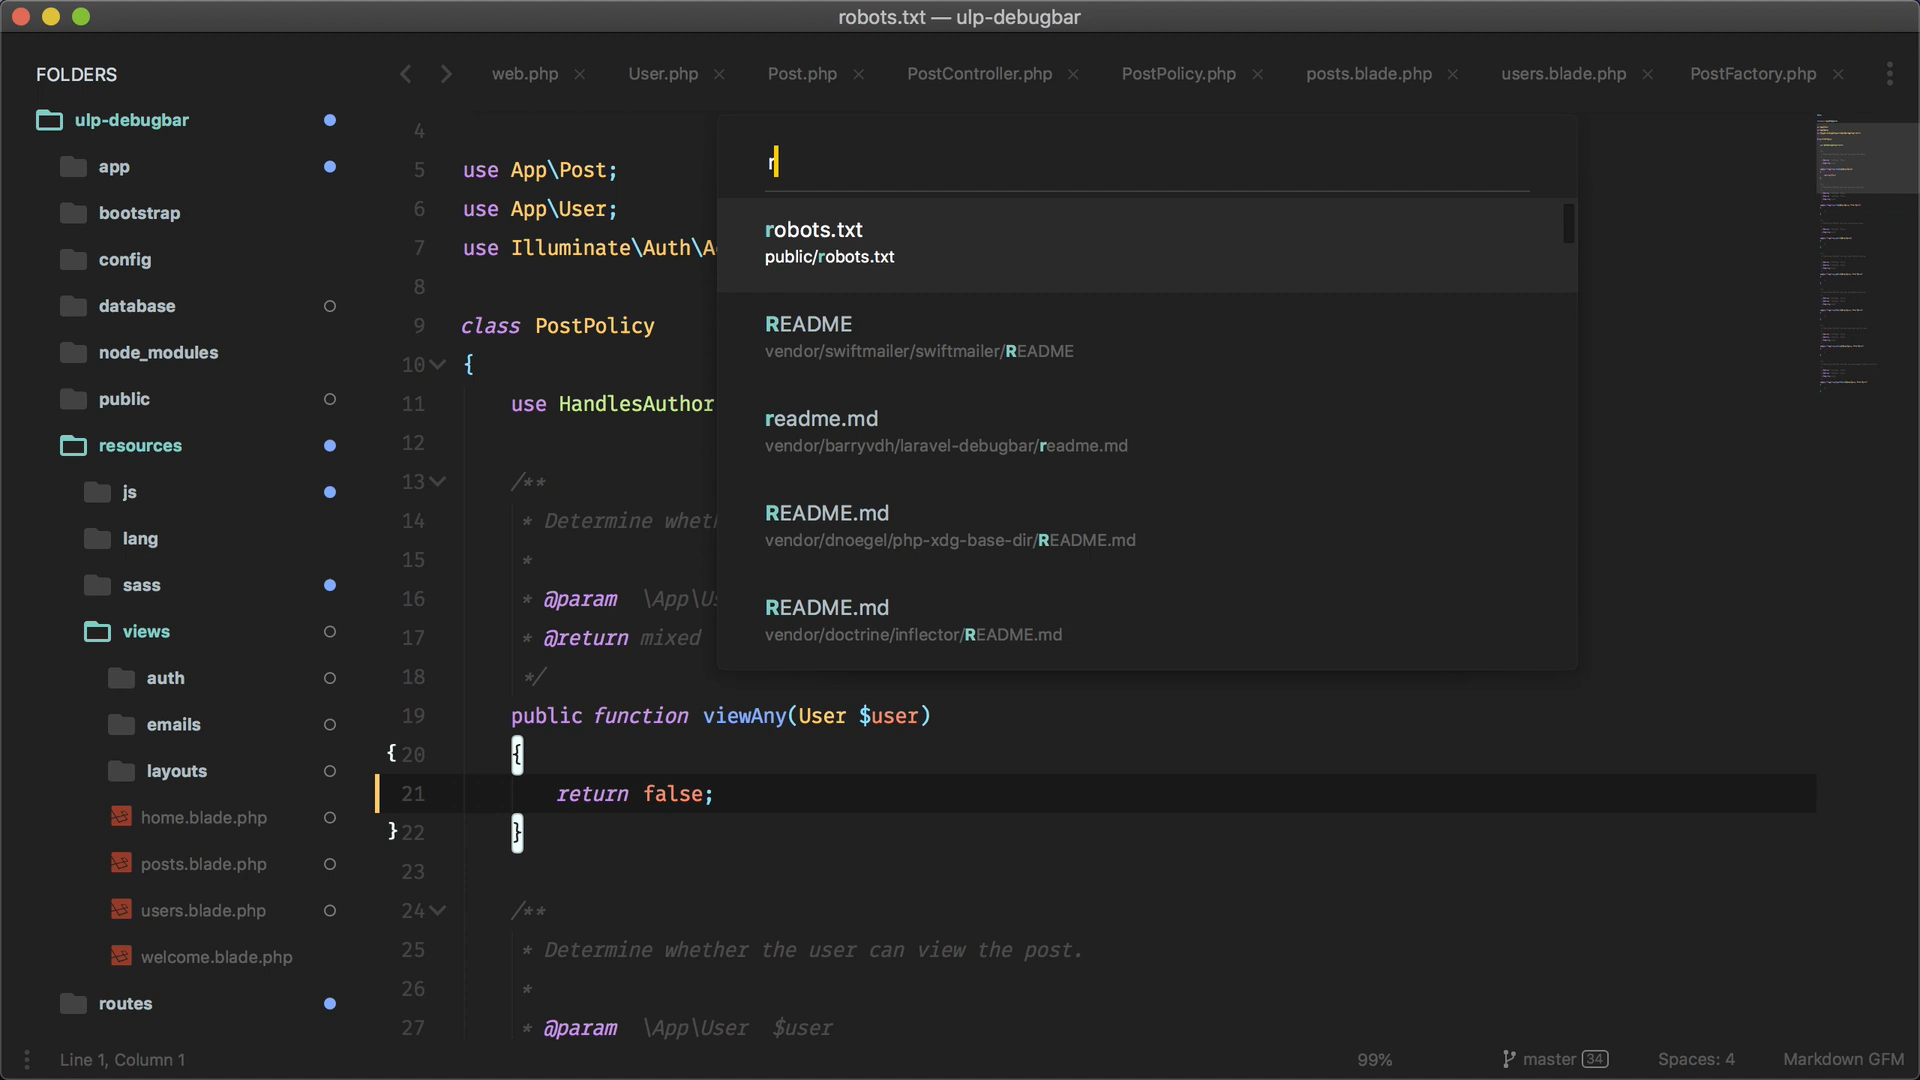 robots.txt — ulp-debugbar
FOLDERS
ulp-debugbar
app
bootstrap
config
database
node_modules
public
resources
js
lang
sass
views
auth
emails
layouts
home.blade.php
posts.blade.php
users.blade.php
welcome.blade.php
routes
web.php × User.php × Post.php × PostController.php × PostPolicy.php × posts.blade.php × users.blade.php × PostFactory.php ×
4
5 use App\Post;
6 use App\User;
7 use Illuminate\Auth\A
8
9 class PostPolicy
10 {
11 use HandlesAuthor
12
13 /**
14 * Determine wheth
15 *
16 * @param \App\Us
17 * @return mixed
18 */
19 public function viewAny(User $user)
{ 20 {
21 return false;
} 22 }
23
24 /**
25 * Determine whether the user can view the post.
26 *
27 * @param \App\User $user
r
robots.txt
public/robots.txt
README
vendor/swiftmailer/swiftmailer/README
readme.md
vendor/barryvdh/laravel-debugbar/readme.md
README.md
vendor/dnoegel/php-xdg-base-dir/README.md
README.md
vendor/doctrine/inflector/README.md
Line 1, Column 1
99% master 34 Spaces: 4 Markdown GFM